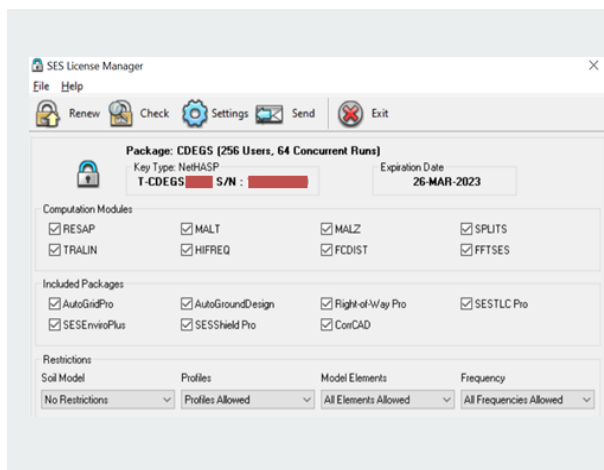 SES License Manager
File Help
Renew Check Settings Send Exit
Package: CDEGS (256 Users, 64 Concurrent Runs)
Key Type: NetHASP
Expiration Date
T-CDEGS S/N :
26-MAR-2023
Computation Modules
RESAP MALT MALZ SPLITS
TRALIN HIFREQ FCDIST FFTSES
Included Packages
AutoGridPro AutoGroundDesign Right-of-Way Pro SESTLC Pro
SESEnviroPlus SESShield Pro CorrCAD
Restrictions
Soil Model Profiles Model Elements Frequency
No Restrictions Profiles Allowed All Elements Allowed All Frequencies Allowed